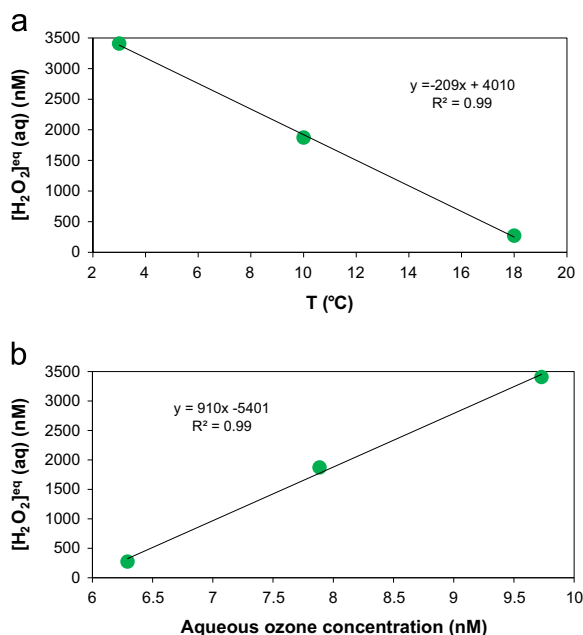 a
[H₂O₂]ᵉᑫ (aq) (nM)
3500
3000
2500
2000
1500
1000
500
0
y =-209x + 4010
R² = 0.99
2 4 6 8 10 12 14 16 18 20
T (°C)
b
[H₂O₂]ᵉᑫ (aq) (nM)
3500
3000
2500
2000
1500
1000
500
0
y = 910x -5401
R² = 0.99
6 6.5 7 7.5 8 8.5 9 9.5 10
Aqueous ozone concentration (nM)